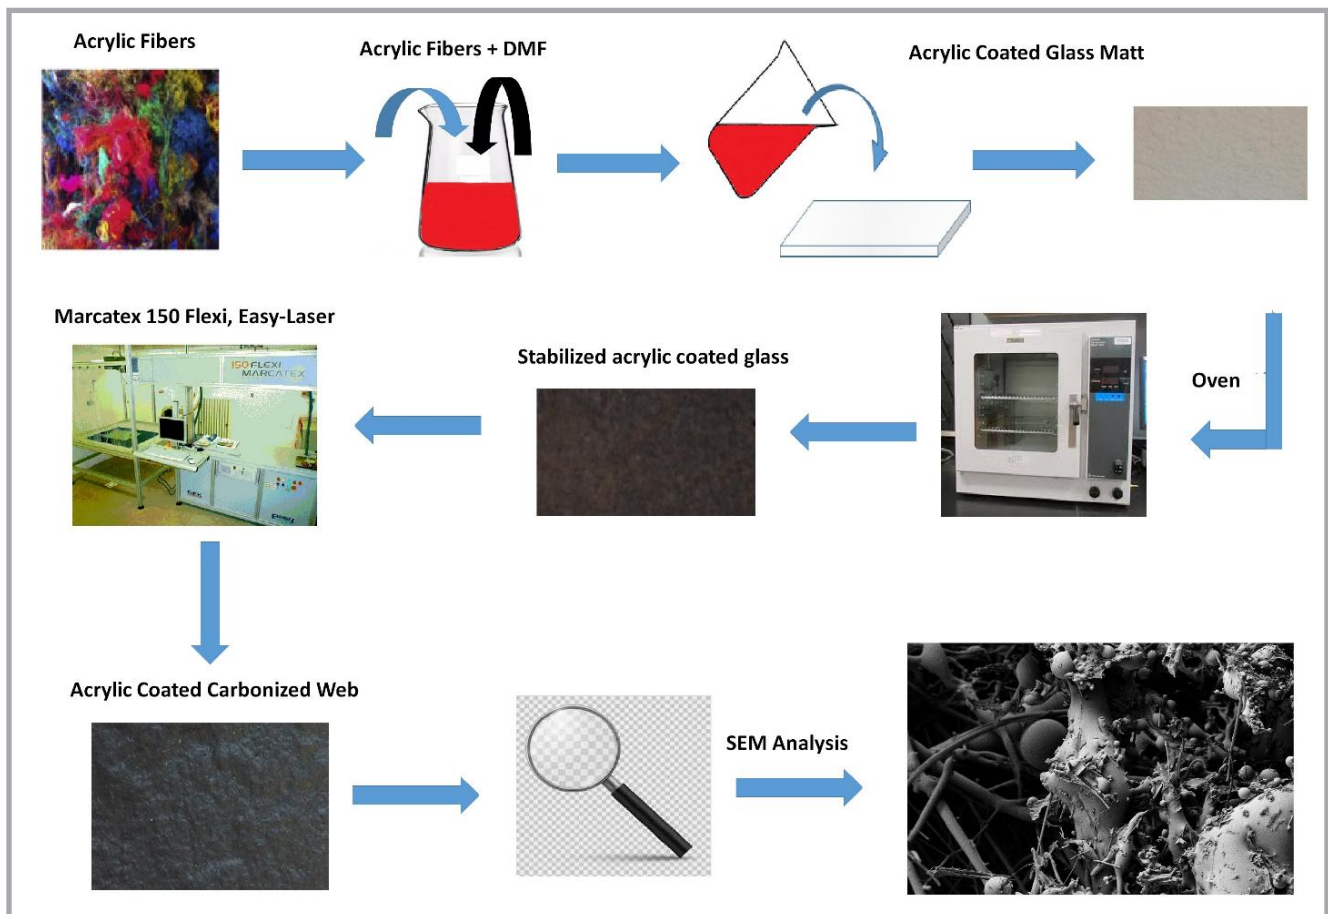 Acrylic Fibers
Acrylic Fibers + DMF
Acrylic Coated Glass Matt
Marcatex 150 Flexi, Easy-Laser
150 FLEXI
MARCATEX
Stabilized acrylic coated glass
Oven
Acrylic Coated Carbonized Web
SEM Analysis